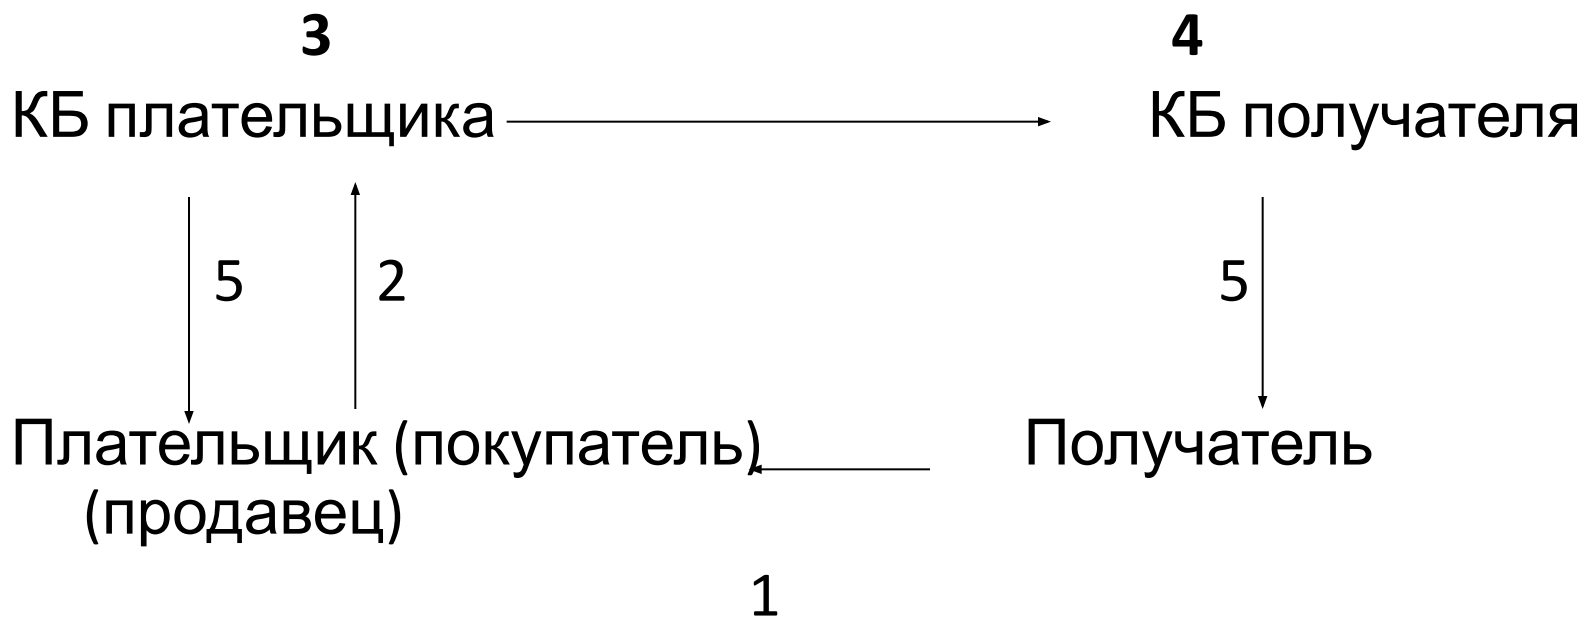 3 4
КБ плательщика КБ получателя
5 2 5
Плательщик (покупатель) Получатель
(продавец)
1